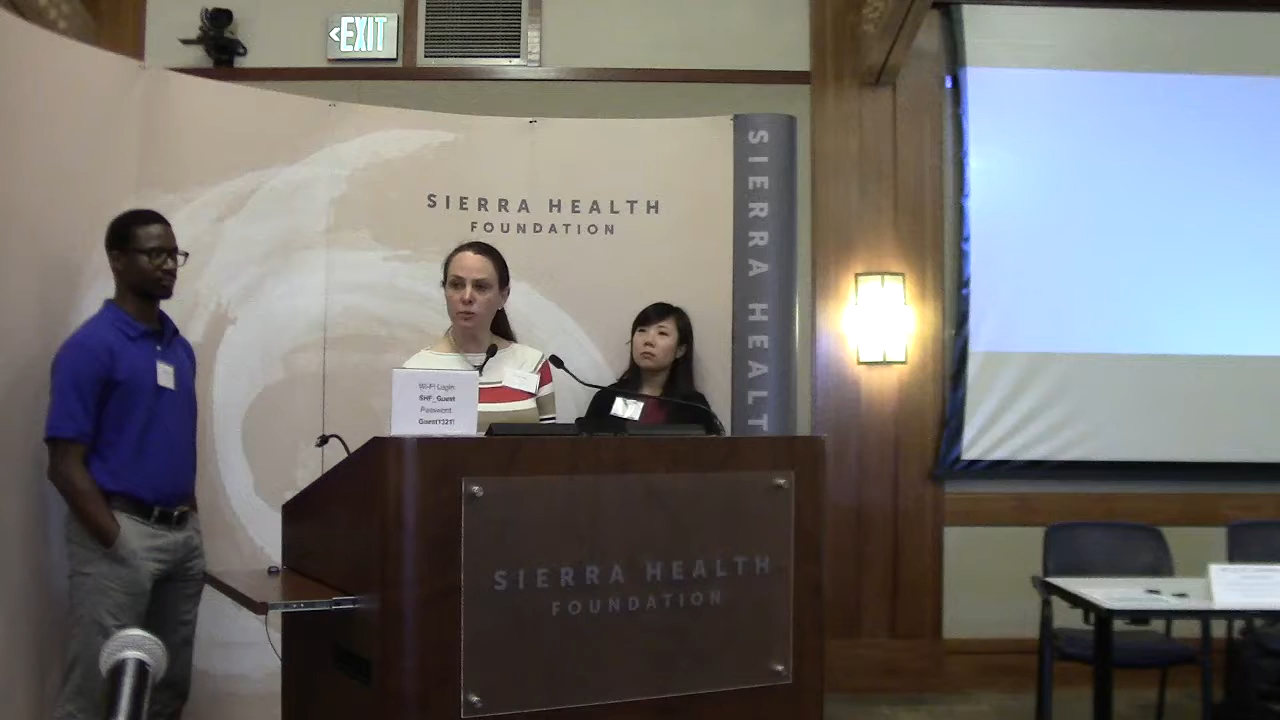 <EXIT
SIERRA HEALTH
FOUNDATION
SIERRA HEALT
Wi-Fi Login
SHF_Guest
Password
SIERRA HEALTH
FOUNDATION